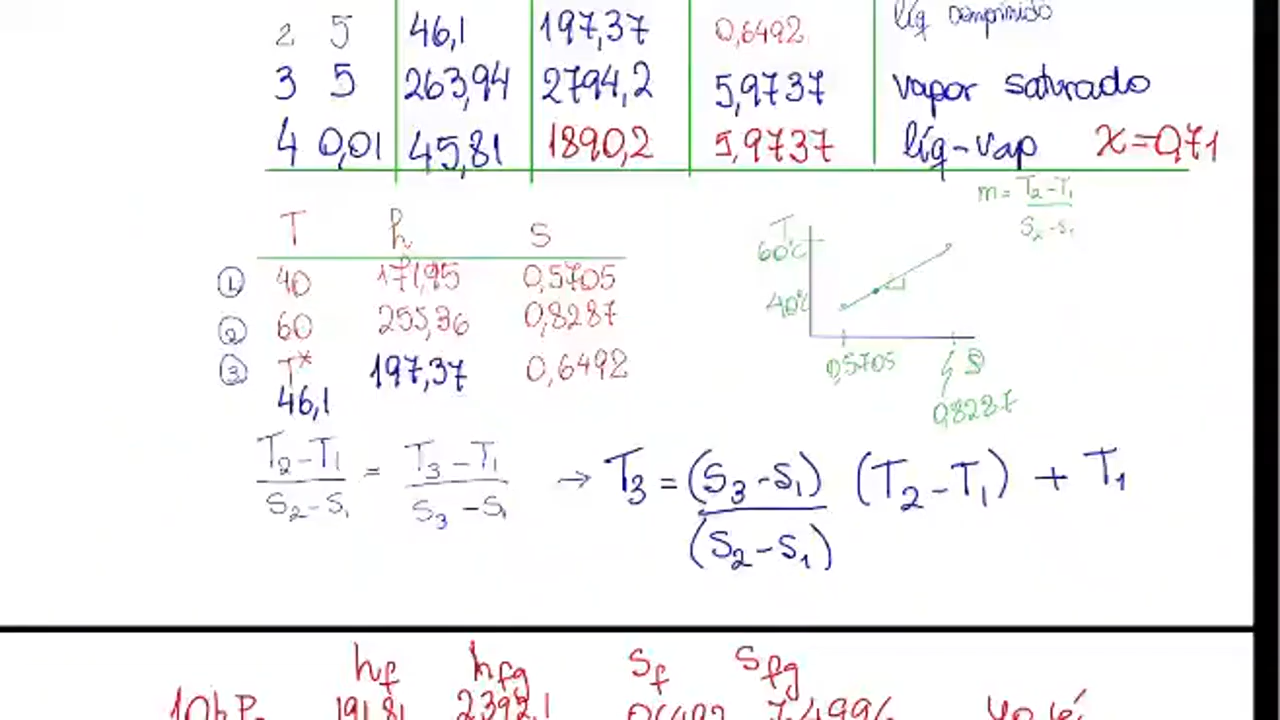 2 5 46,1 197,37 0,6492 líq comprimido
3 5 263,94 2794,2 5,9737 vapor saturado
4 0,01 45,81 1890,2 5,9737 líq-vap x=0,71
T h s
① 40 171,95 0,5705
② 60 255,36 0,8287
③ T* 197,37 0,6492
46,1
m = T₂-T₁
S₂-S₁
T
60°C
40°C
0,5705 S
0,8287
T₂-T₁ = T₃-T₁ → T₃ = (S₃-S₁) (T₂-T₁) + T₁
S₂-S₁ S₃-S₁ (S₂-S₁)
hf hfg Sf Sfg
191,81 2392,1